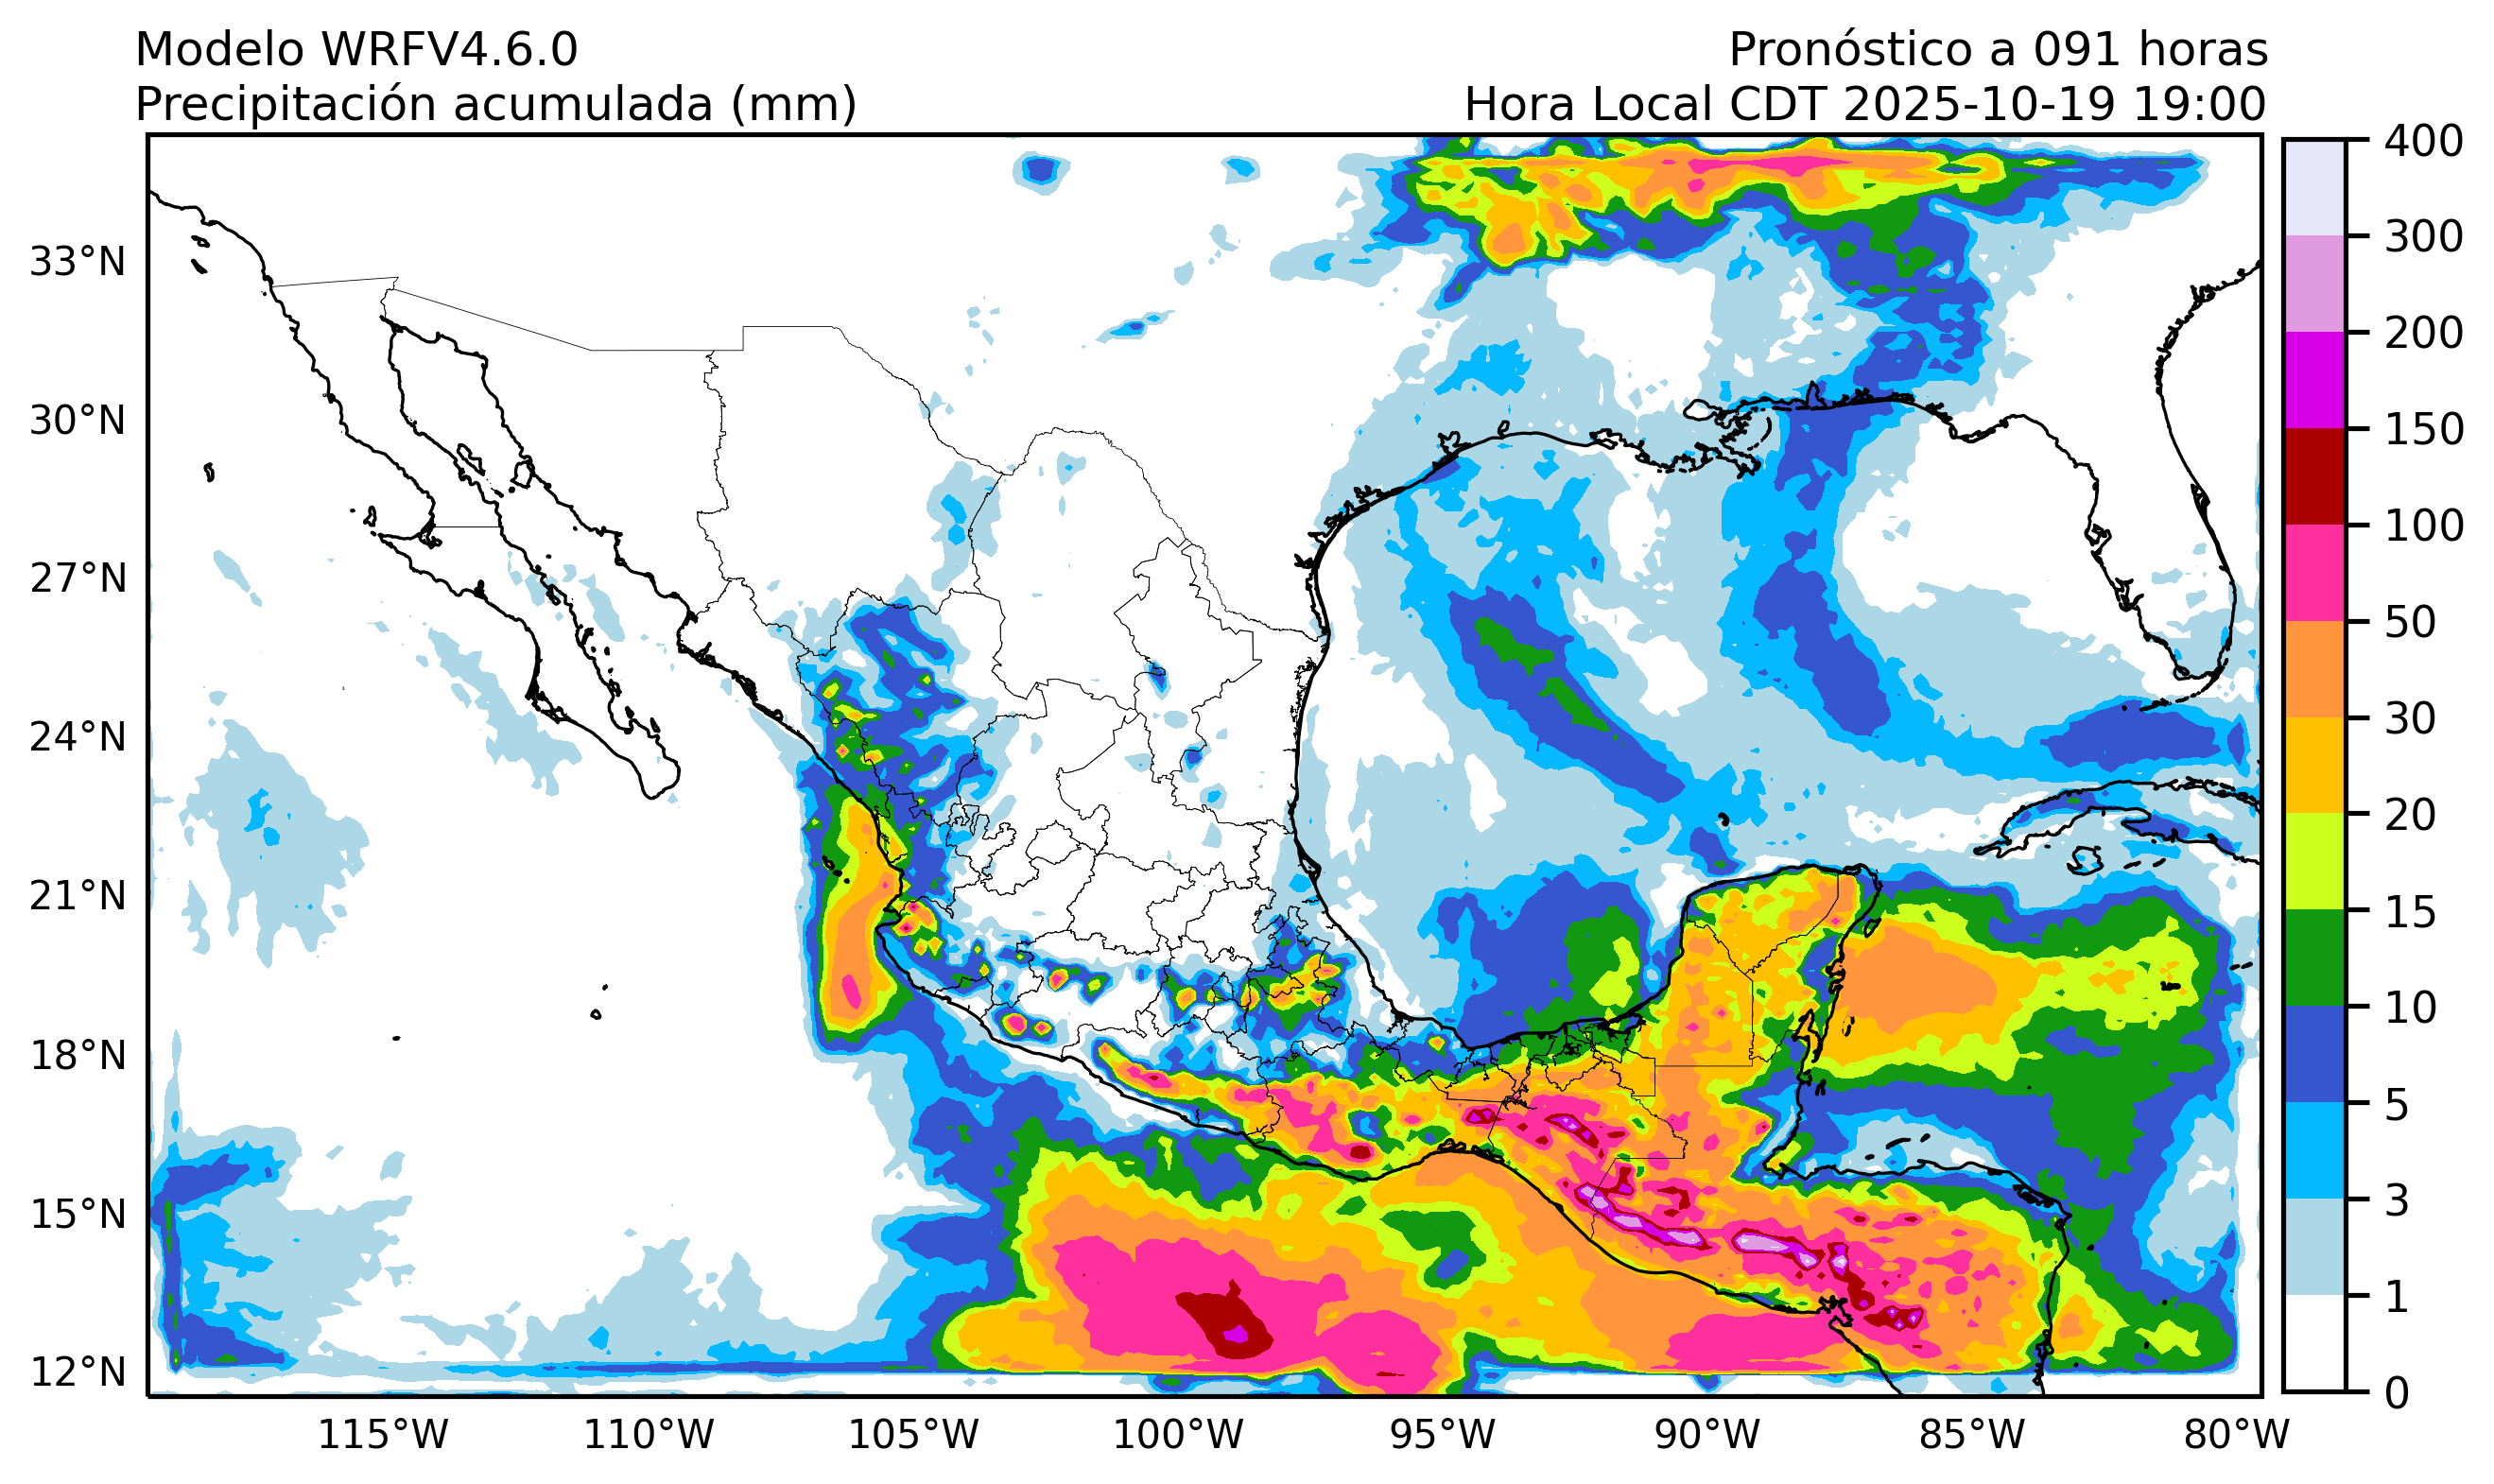 Modelo WRFV4.6.0
Pronóstico a 091 horas
Precipitación acumulada (mm)
Hora Local CDT 2025-10-19 19:00
33°N
30°N
27°N
24°N
21°N
18°N
15°N
12°N
115°W
110°W
105°W
100°W
95°W
90°W
85°W
80°W
400
300
200
150
100
50
30
20
15
10
5
3
1
0